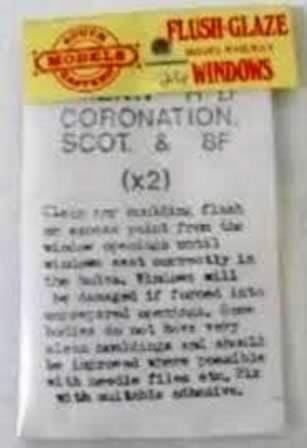 SOUTH
MODELS
EASTERN
FLUSH-GLAZE
MODEL RAILWAY
WINDOWS
CORONATION.
SCOT. & 8F
(x2)
Clean any moulding flash
or excess paint from the
window openings until
windows seat correctly in
the holes. Windows will
be damaged if forced into
unprepared openings. Some
bodies do not have very
clean mouldings and should
be improved where possible
with needle files etc. Fix
with suitable adhesive.